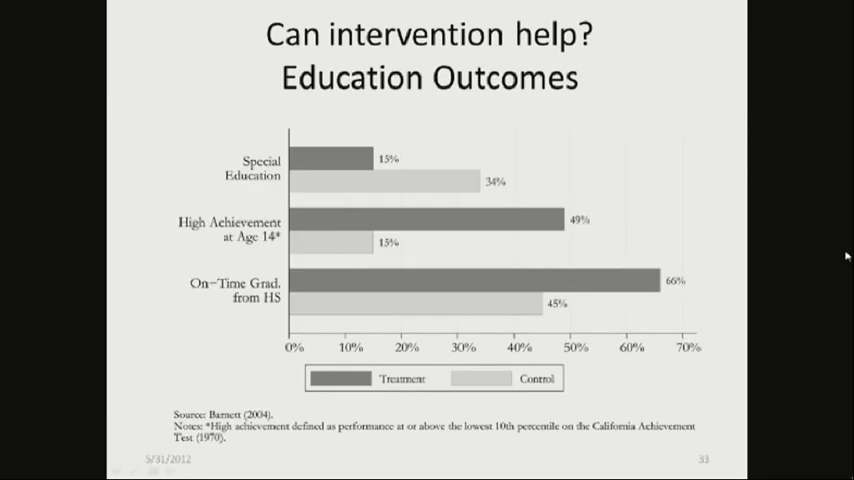 Can intervention help?
Education Outcomes
Special
Education
15%
34%
High Achievement
at Age 14*
49%
15%
On-Time Grad.
from HS
66%
45%
0% 10% 20% 30% 40% 50% 60% 70%
Treatment Control
Source: Barnett (2004).
Notes: *High achievement defined as performance at or above the lowest 10th percentile on the California Achievement
Test (1970).
5/31/2012 33